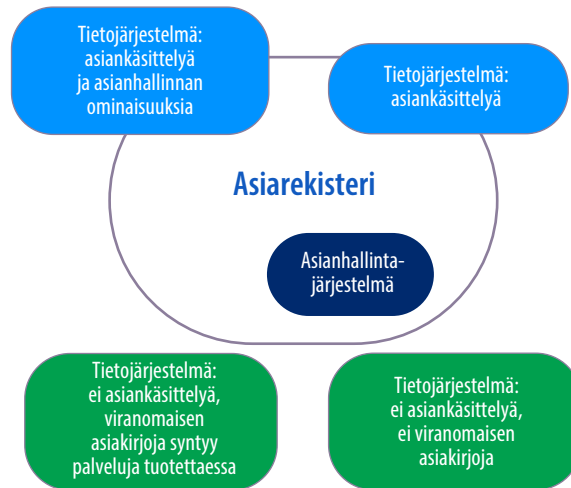 Tietojärjestelmä:
asiankäsittelyä
ja asianhallinnan
ominaisuuksia
Tietojärjestelmä:
asiankäsittelyä
Asiarekisteri
Asianhallinta-
järjestelmä
Tietojärjestelmä:
ei asiankäsittelyä,
viranomaisen
asiakirjoja syntyy
palveluja tuotettaessa
Tietojärjestelmä:
ei asiankäsittelyä,
ei viranomaisen
asiakirjoja